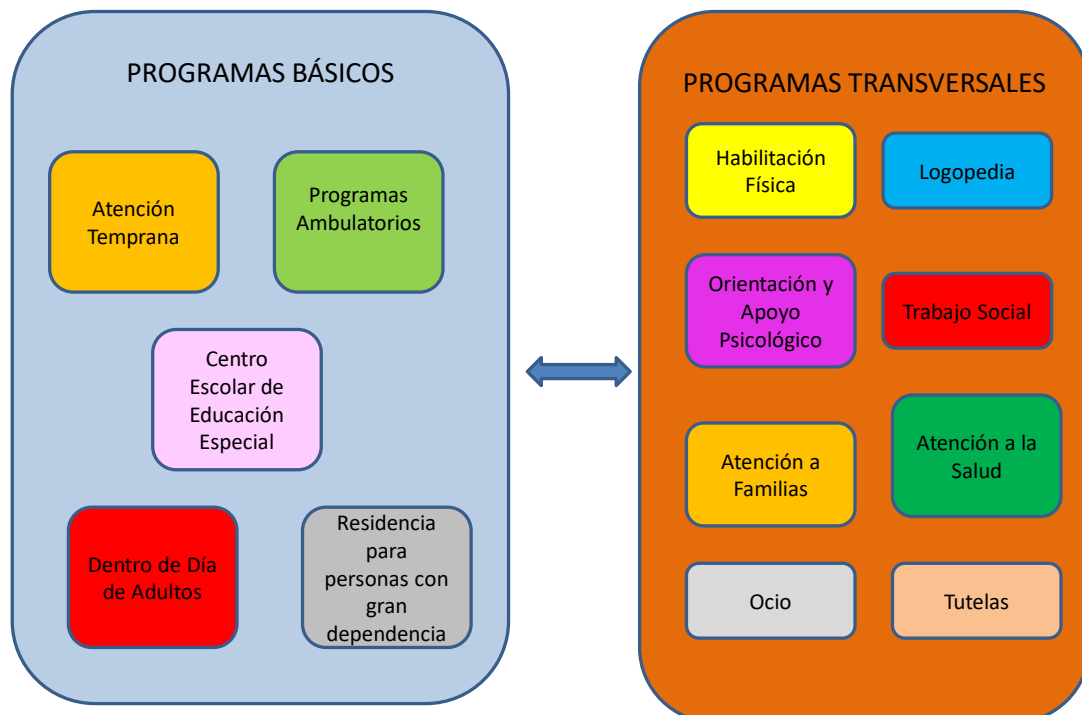 PROGRAMAS BÁSICOS
Atención
Temprana
Programas
Ambulatorios
Centro
Escolar de
Educación
Especial
Dentro de Día
de Adultos
Residencia
para
personas con
gran
dependencia
PROGRAMAS TRANSVERSALES
Habilitación
Física
Logopedia
Orientación y
Apoyo
Psicológico
Trabajo Social
Atención a
Familias
Atención a la
Salud
Ocio
Tutelas